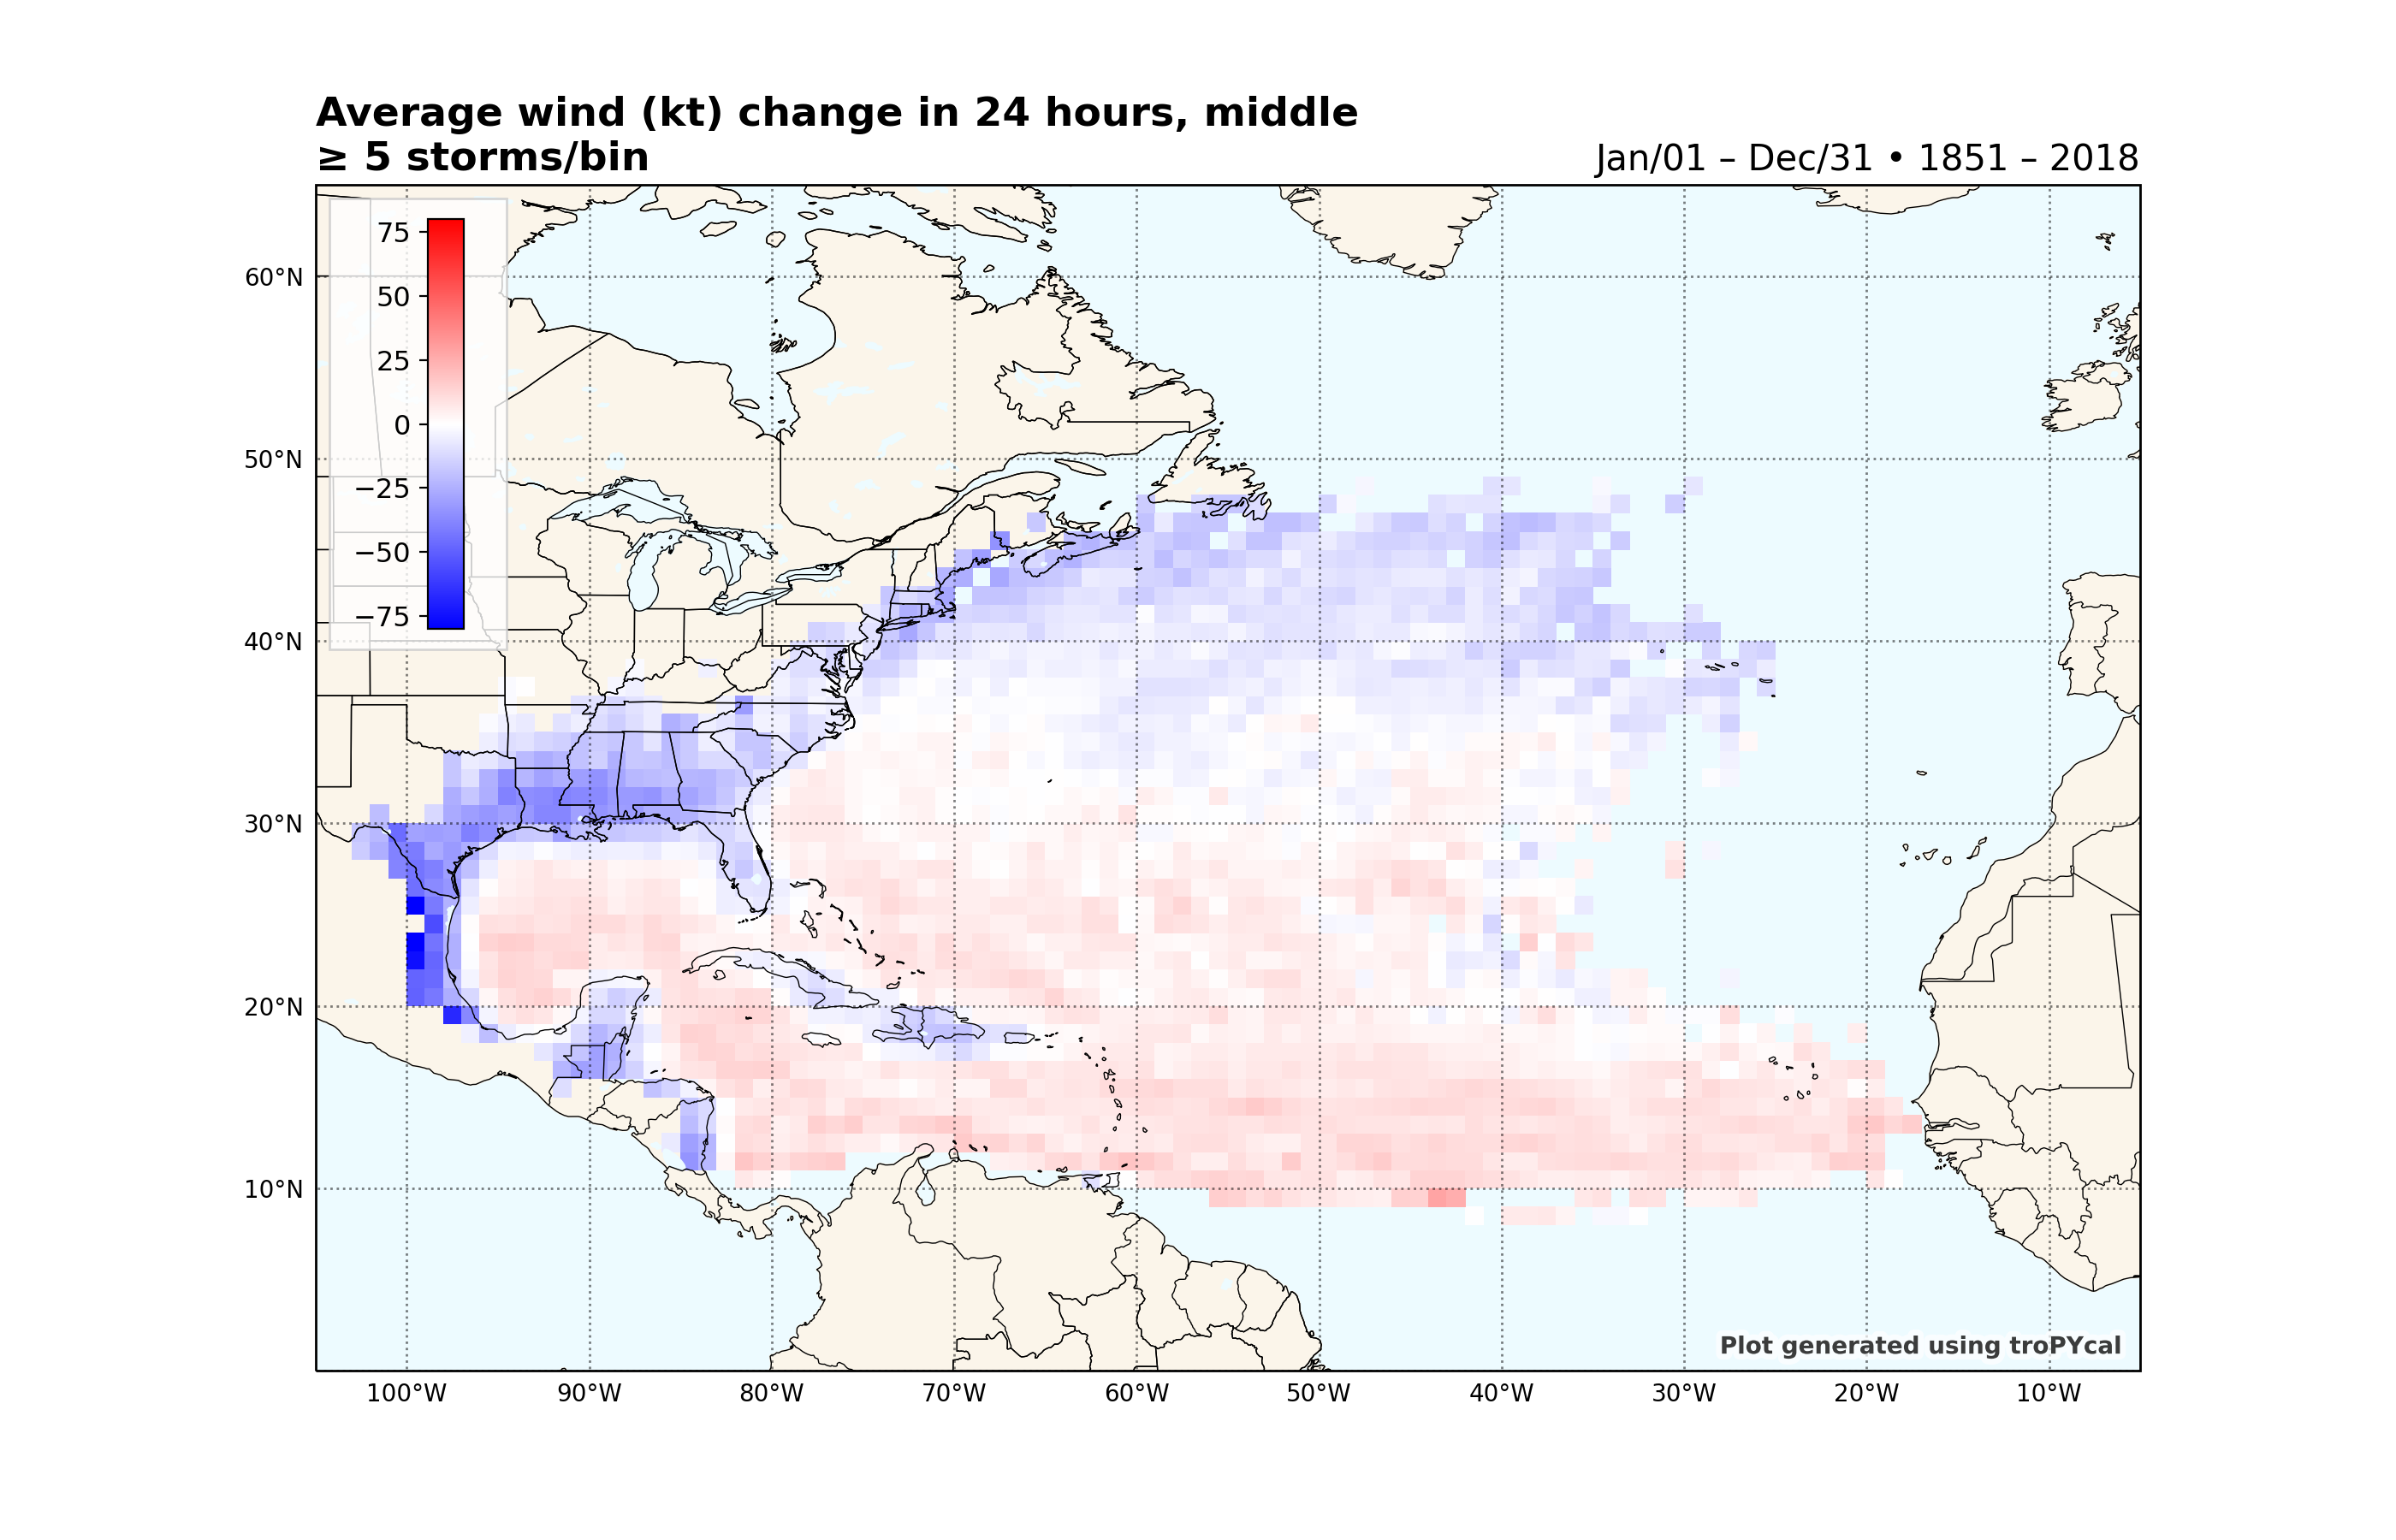 Average wind (kt) change in 24 hours, middle
≥ 5 storms/bin
Jan/01 – Dec/31 • 1851 – 2018
75
50
25
0
−25
−50
−75
60°N
50°N
40°N
30°N
20°N
10°N
Plot generated using troPYcal
100°W 90°W 80°W 70°W 60°W 50°W 40°W 30°W 20°W 10°W